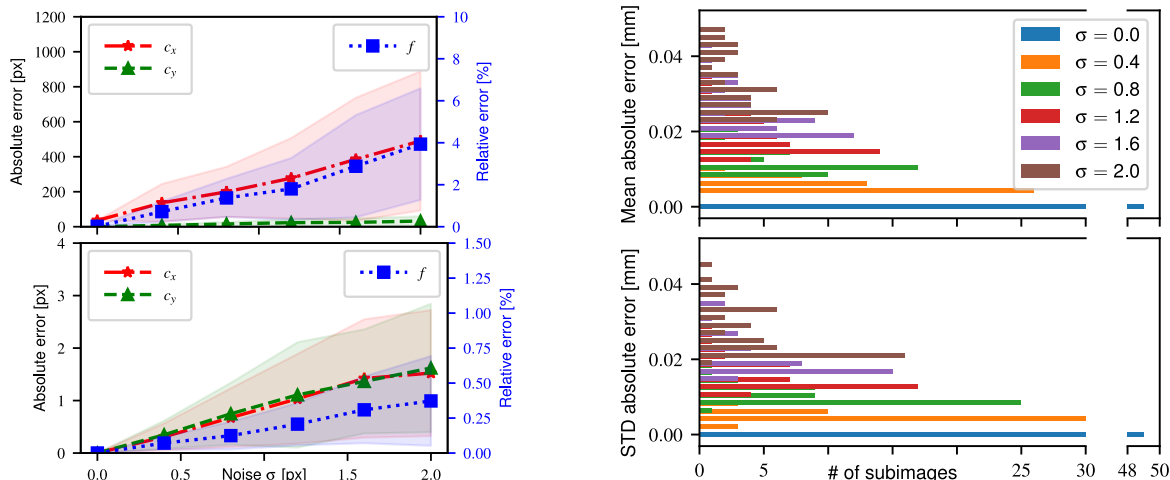 1200
1000
800
600
400
200
0
Absolute error [px]
c_x
c_y
f
10
8
6
4
2
0
Relative error [%]
4
3
2
1
0
Absolute error [px]
c_x
c_y
f
1.50
1.25
1.00
0.75
0.50
0.25
0.00
Relative error [%]
0.0 0.5 1.5 2.0
Noise σ [px]
0.04
0.02
0.00
Mean absolute error [mm]
σ = 0.0
σ = 0.4
σ = 0.8
σ = 1.2
σ = 1.6
σ = 2.0
0.04
0.02
0.00
STD absolute error [mm]
0 5 25 30 48 50
# of subimages